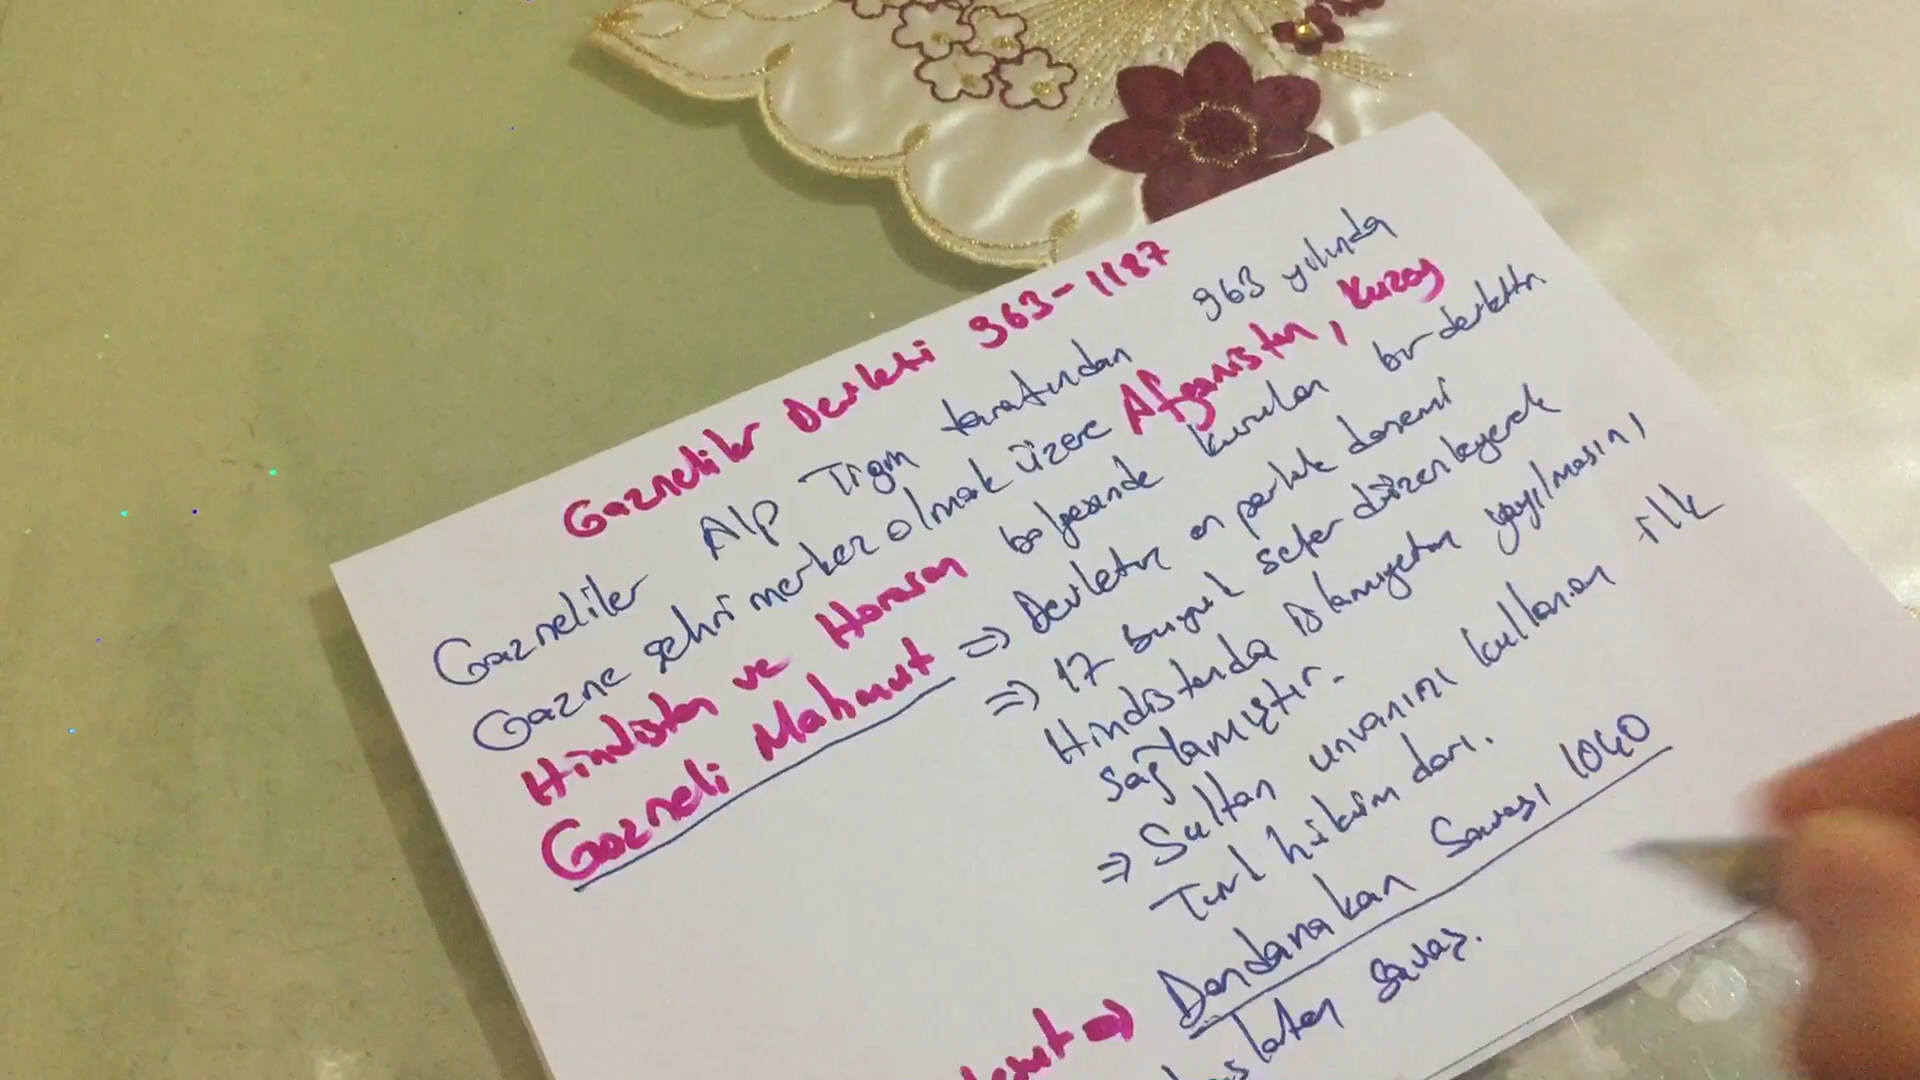 Gazneliler Devleti 963-1187
Gazneliler Alp Tigin tarafından 963 yılında
Gazne şehri merkez olmak üzere Afganistan, Kuzey
Hindistan ve Horasan bölgesinde kurulan bir devlettir
Gazneli Mahmut => Devletin en parlak dönemi
=> 17 büyük sefer düzenleyerek
Hindistanda İslamiyetin yayılmasını,
sağlamıştır.
=> Sultan unvanını kullanan ilk
Türk hükümdarı.
=> Dandanakan Savaşı 1040
savaş.